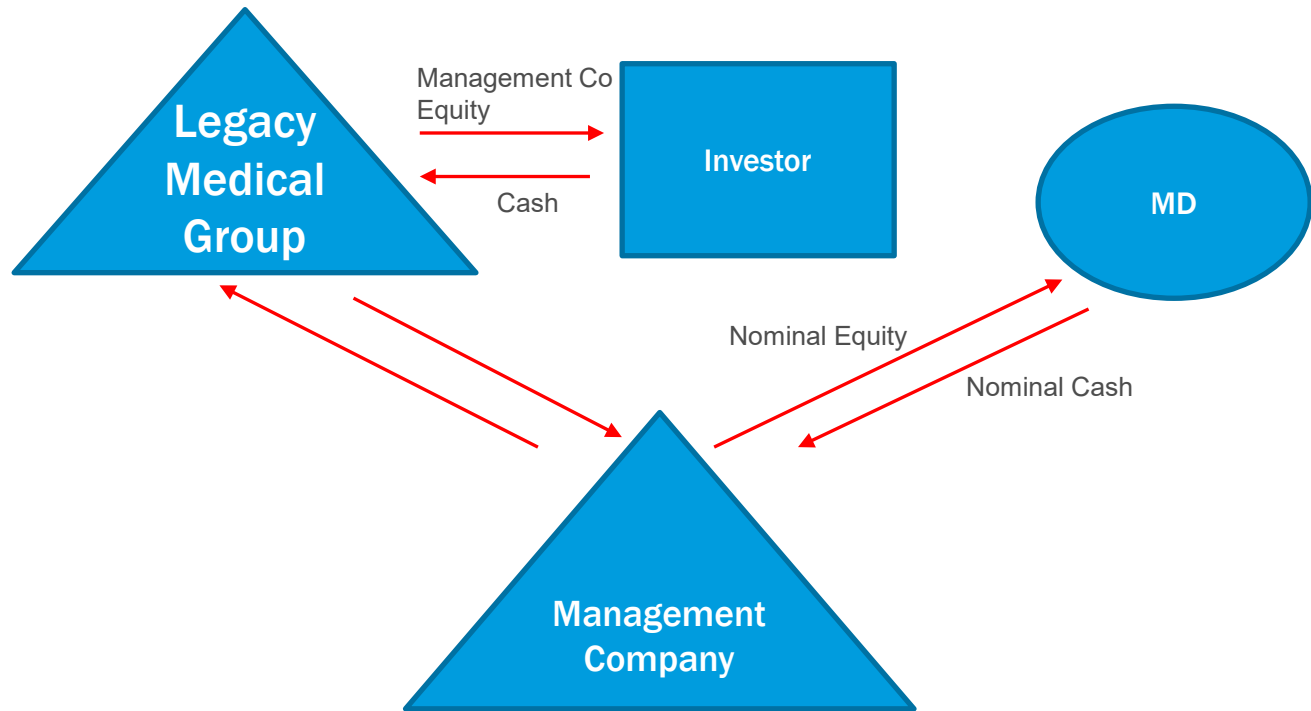 Legacy
Medical
Group
Management Co
Equity
Cash
Investor
MD
Nominal Equity
Nominal Cash
Management
Company